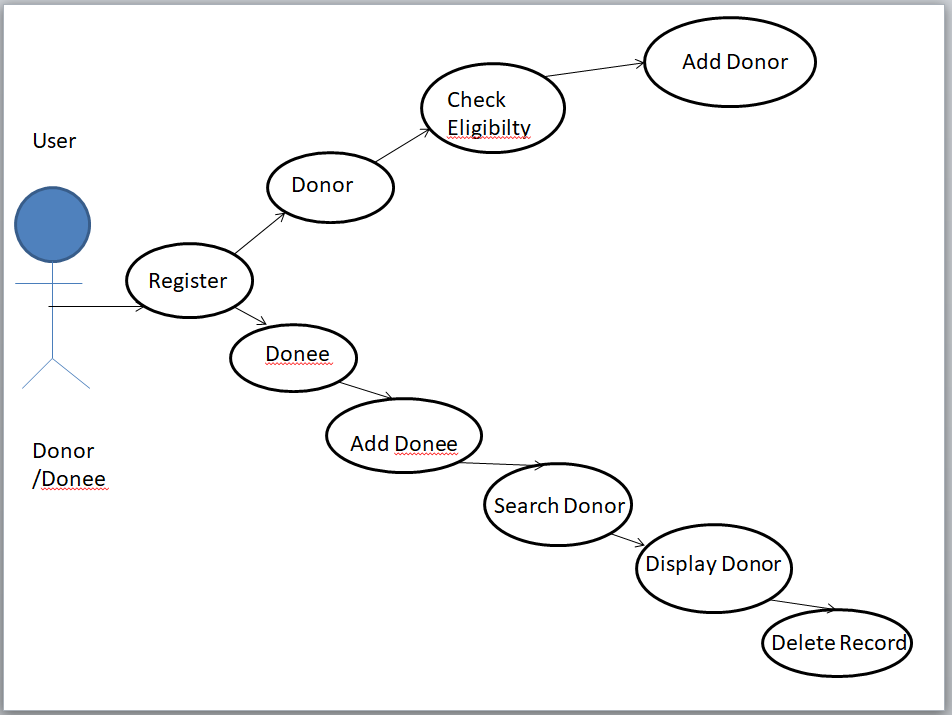 User
Add Donor
Check
Eligibilty
Donor
Register
Donee
Add Donee
Donor
/Donee
Search Donor
Display Donor
Delete Record